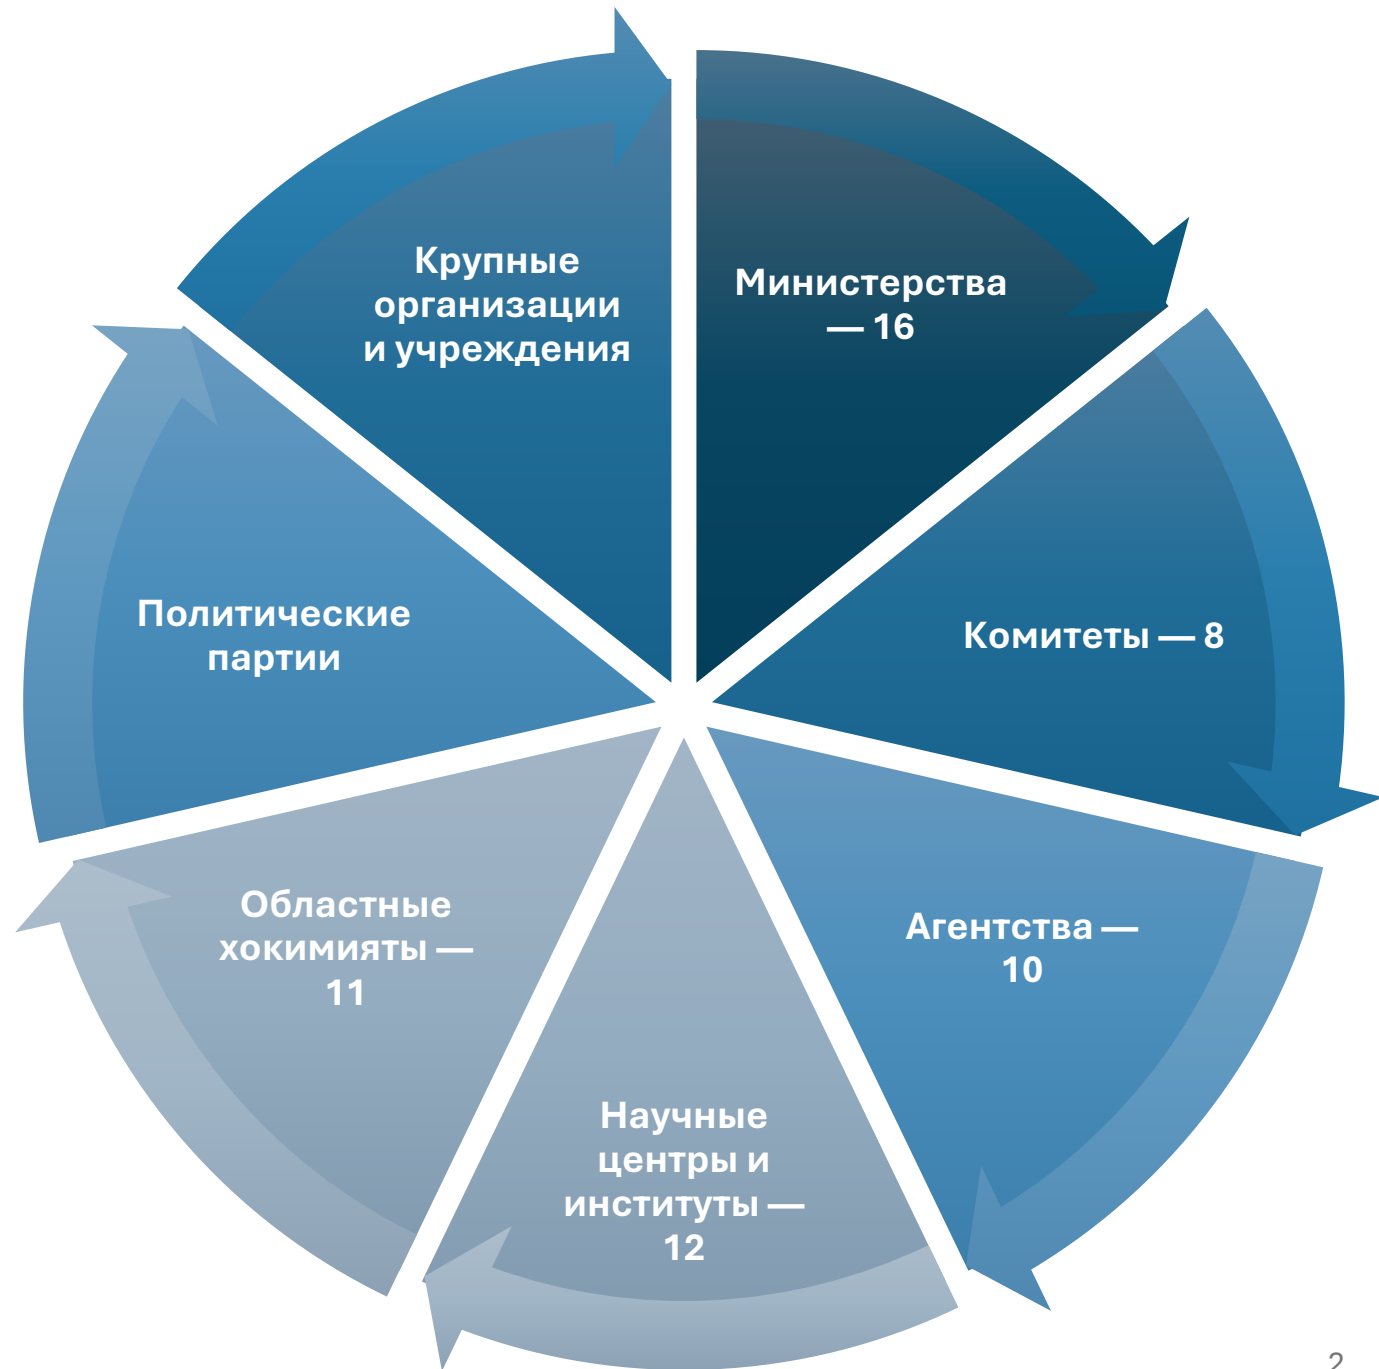 Крупные
организации
и учреждения
Министерства
— 16
Комитеты — 8
Политические
партии
Областные
хокимияты —
11
Агентства —
10
Научные
центры и
институты —
12
2